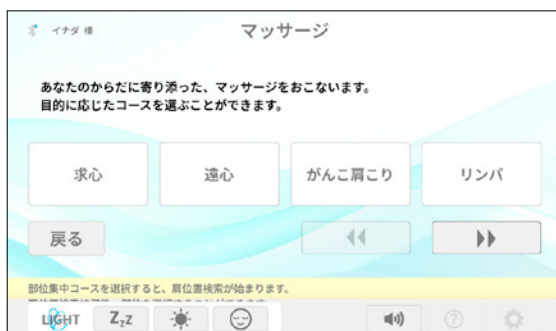 イナダ 様
マッサージ
あなたのからだに寄り添った、マッサージをおこないます。
目的に応じたコースを選ぶことができます。
求心
遠心
がんこ肩こり
リンパ
戻る
部位集中コースを選択すると、肩位置検索が始まります。
LIGHT
ZzZ
?